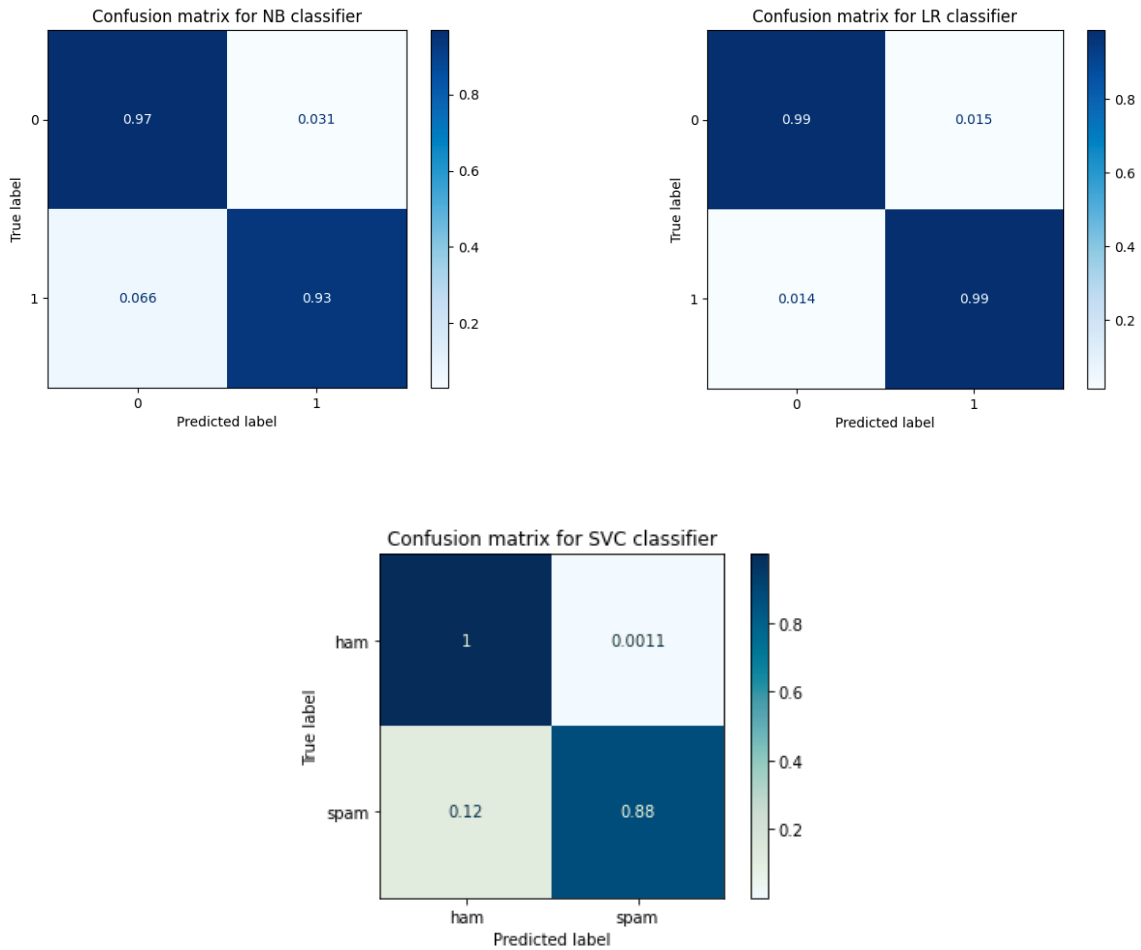 Confusion matrix for NB classifier
0
0.97
0.031
1
0.066
0.93
0
1
True label
Predicted label
0.8
0.6
0.4
0.2
Confusion matrix for LR classifier
0
0.99
0.015
1
0.014
0.99
0
1
True label
Predicted label
0.8
0.6
0.4
0.2
Confusion matrix for SVC classifier
ham
1
0.0011
spam
0.12
0.88
ham
spam
True label
Predicted label
0.8
0.6
0.4
0.2